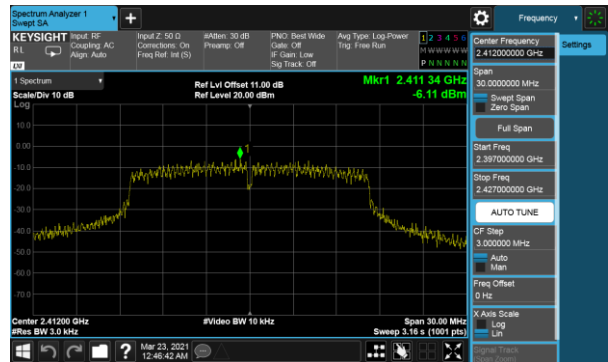 Spectrum Analyzer 1
Swept SA
+
Frequency
KEYSIGHT
RL
Input: RF
Coupling: AC
Align: Auto
Input Z: 50 Ω
Corrections: On
Freq Ref: Int (S)
#Atten: 30 dB
Preamp: Off
PNO: Best Wide
Gate: Off
IF Gain: Low
Sig Track: Off
Avg Type: Log-Power
Trig: Free Run
1 2 3 4 5 6
M W W W W W
P N N N N N
LXI
1 Spectrum
Scale/Div 10 dB
Log
Ref Lvl Offset 11.00 dB
Ref Level 20.00 dBm
Mkr1 2.411 34 GHz
-6.11 dBm
10.0
0.00
-10.0
-20.0
-30.0
-40.0
-50.0
-60.0
-70.0
1
Center 2.41200 GHz
#Res BW 3.0 kHz
#Video BW 10 kHz
Span 30.00 MHz
Sweep 3.16 s (1001 pts)
Mar 23, 2021
12:46:42 AM
?
Center Frequency
2.412000000 GHz
Settings
Span
30.0000000 MHz
Swept Span
Zero Span
Full Span
Start Freq
2.397000000 GHz
Stop Freq
2.427000000 GHz
AUTO TUNE
CF Step
3.000000 MHz
Auto
Man
Freq Offset
0 Hz
X Axis Scale
Log
Lin
Signal Track
(Span Zoom)